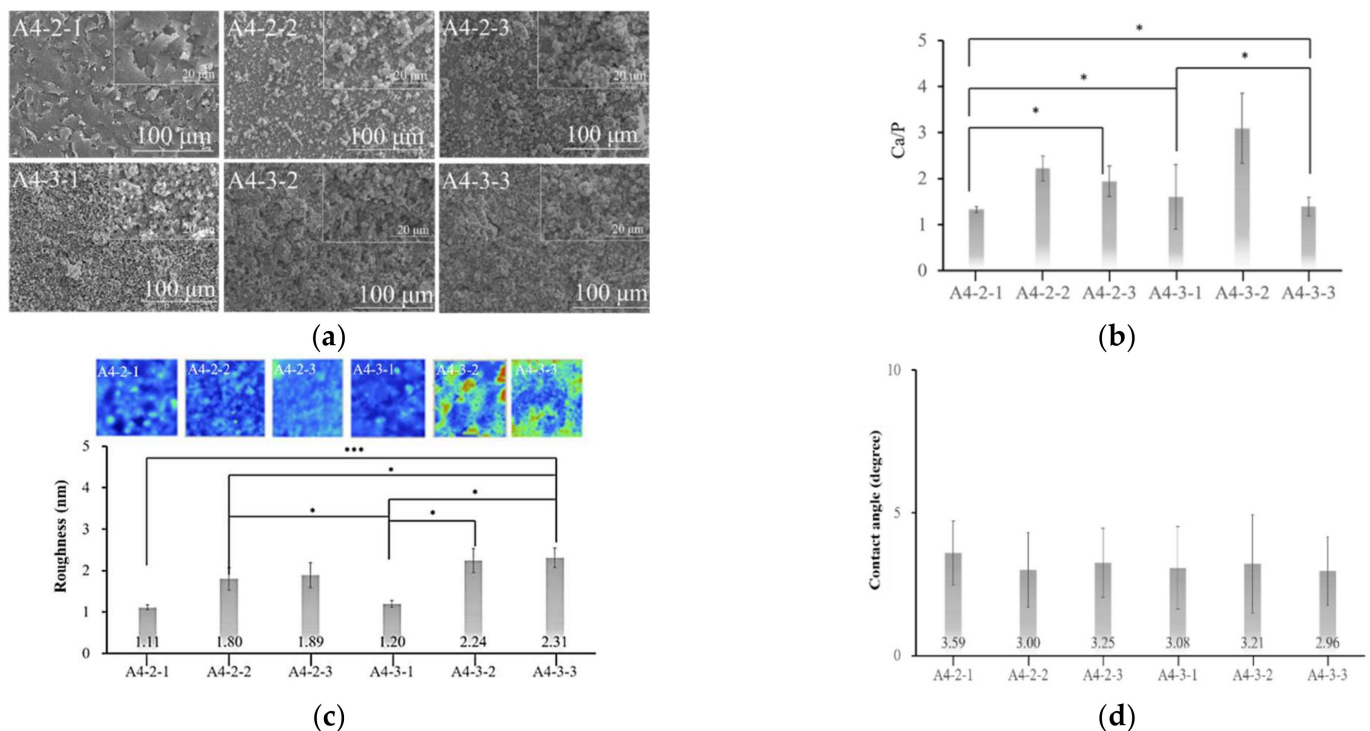 A4-2-1
20 μm
100 μm
A4-2-2
20 μm
100 μm
A4-2-3
20 μm
100 μm
A4-3-1
20 μm
100 μm
A4-3-2
20 μm
100 μm
A4-3-3
20 μm
100 μm
(a)
Ca/P
5
4
3
2
1
0
*
*
*
*
A4-2-1 A4-2-2 A4-2-3 A4-3-1 A4-3-2 A4-3-3
(b)
A4-2-1 A4-2-2 A4-2-3 A4-3-1 A4-3-2 A4-3-3
Roughness (nm)
5
4
3
2
1
0
***
*
*
*
*
1.11 1.80 1.89 1.20 2.24 2.31
A4-2-1 A4-2-2 A4-2-3 A4-3-1 A4-3-2 A4-3-3
(c)
Contact angle (degree)
10
5
0
3.59 3.00 3.25 3.08 3.21 2.96
A4-2-1 A4-2-2 A4-2-3 A4-3-1 A4-3-2 A4-3-3
(d)